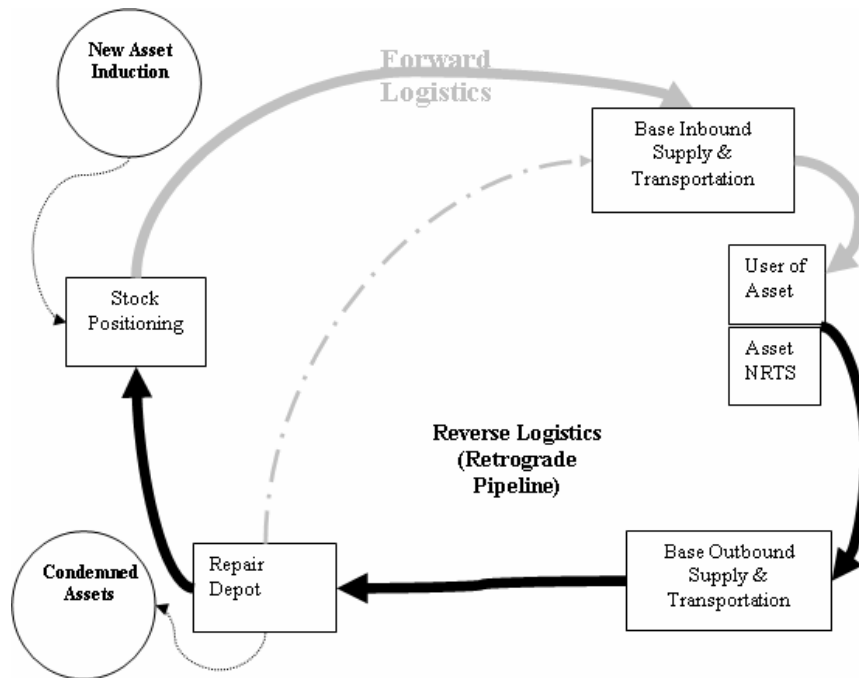 New Asset
Induction
Forward
Logistics
Base Inbound
Supply &
Transportation
User of
Asset
Asset
NRTS
Stock
Positioning
Reverse Logistics
(Retrograde
Pipeline)
Base Outbound
Supply &
Transportation
Repair
Depot
Condemned
Assets